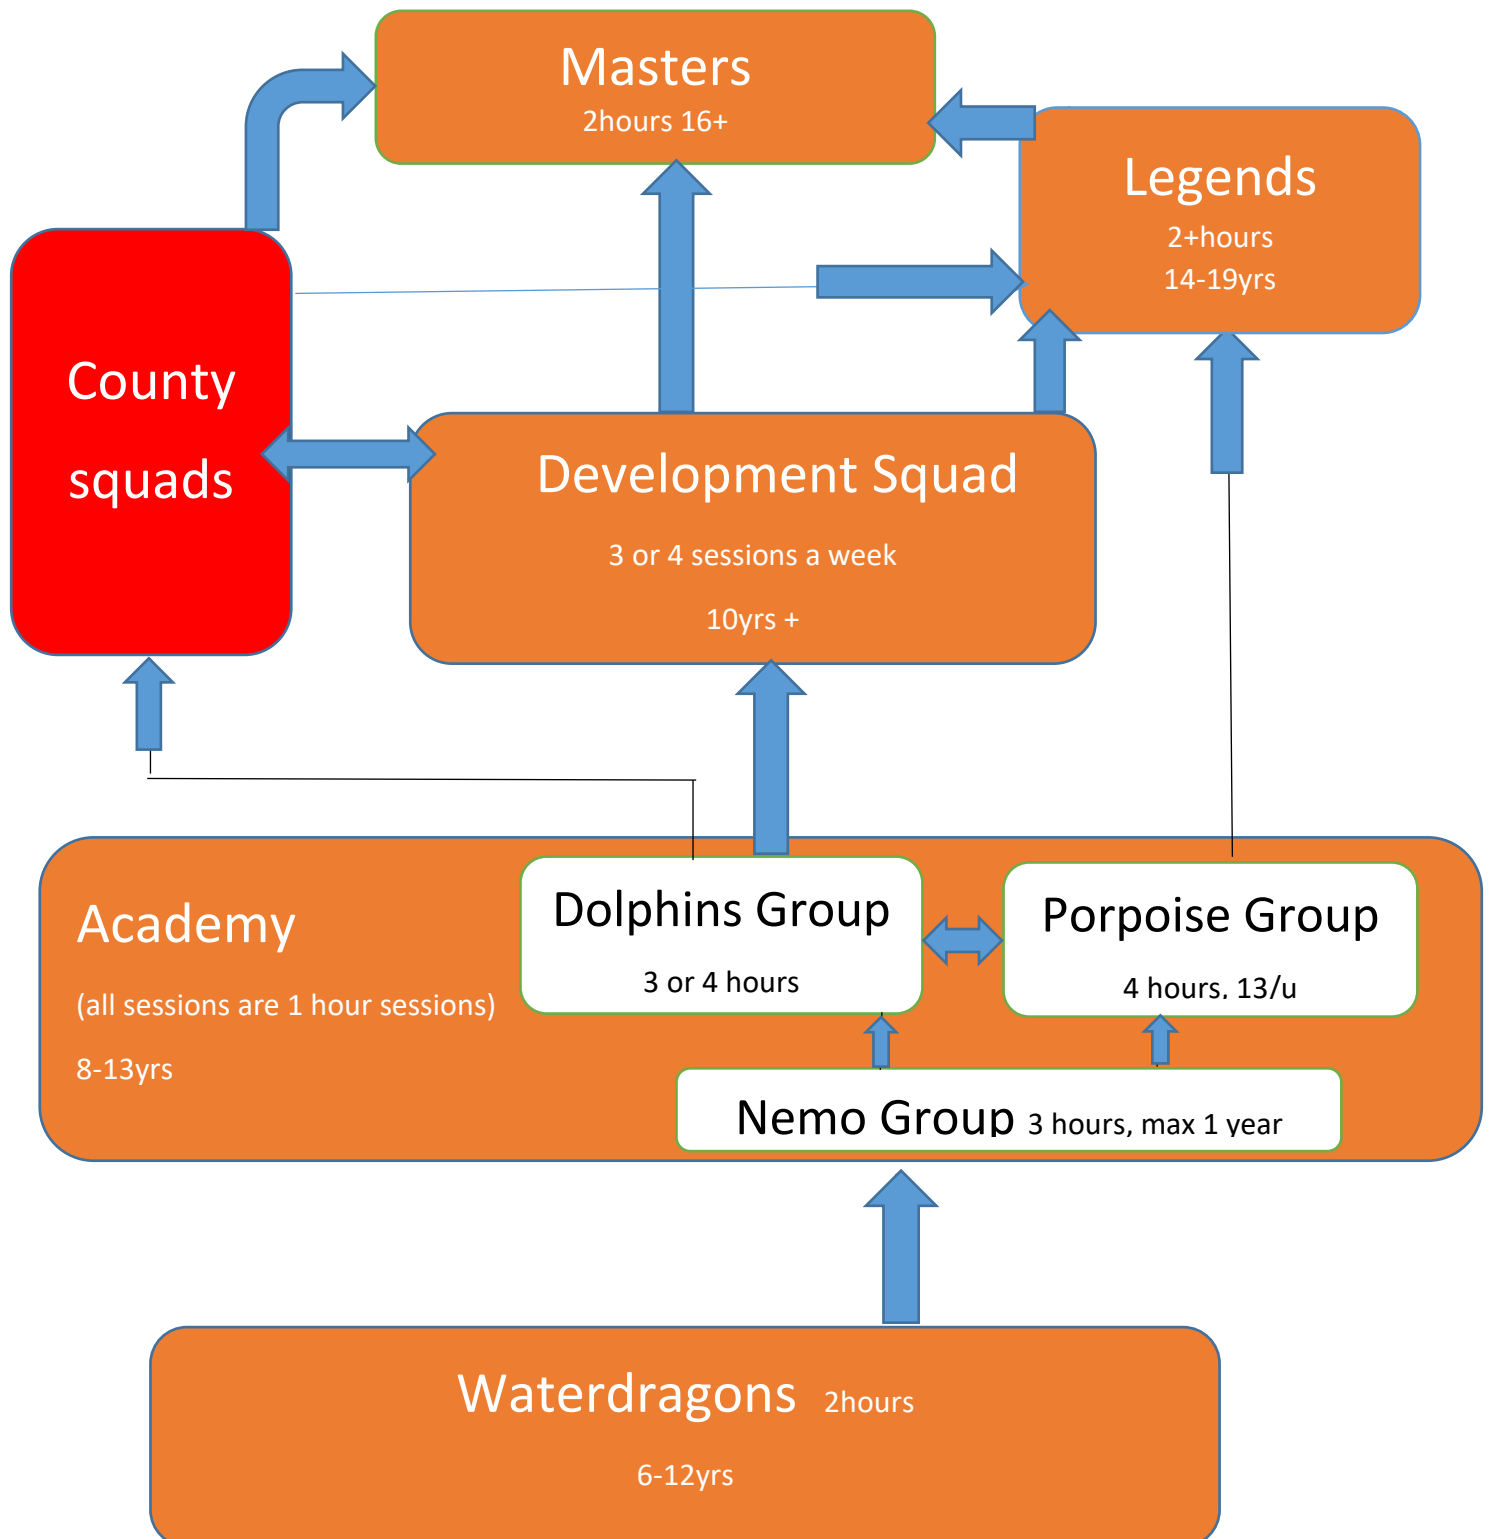 Masters
2hours 16+
Legends
2+hours
14-19yrs
County
squads
Development Squad
3 or 4 sessions a week
10yrs +
Academy
(all sessions are 1 hour sessions)
8-13yrs
Dolphins Group
3 or 4 hours
Porpoise Group
4 hours, 13/u
Nemo Group 3 hours, max 1 year
Waterdragons 2hours
6-12yrs